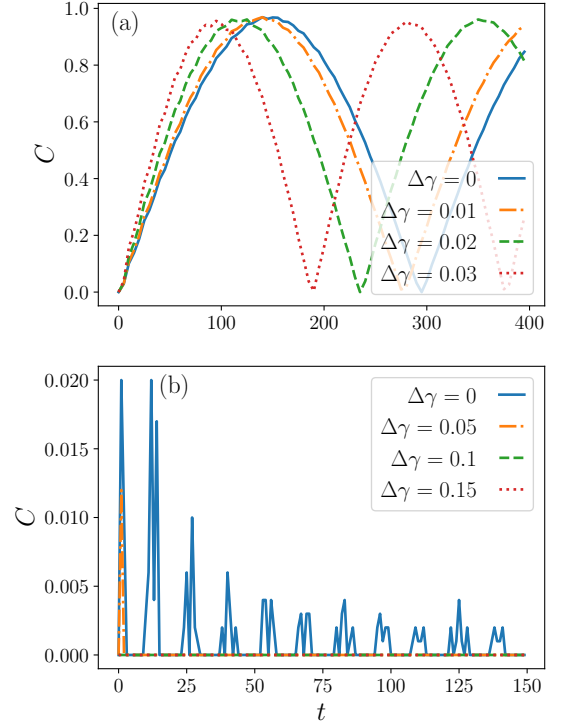 (a)
1.0
0.8
0.6
0.4
0.2
0.0
C
Δγ = 0
Δγ = 0.01
Δγ = 0.02
Δγ = 0.03
0 100 200 300 400
(b)
0.020
0.015
0.010
0.005
0.000
C
Δγ = 0
Δγ = 0.05
Δγ = 0.1
Δγ = 0.15
0 25 50 75 100 125 150
t